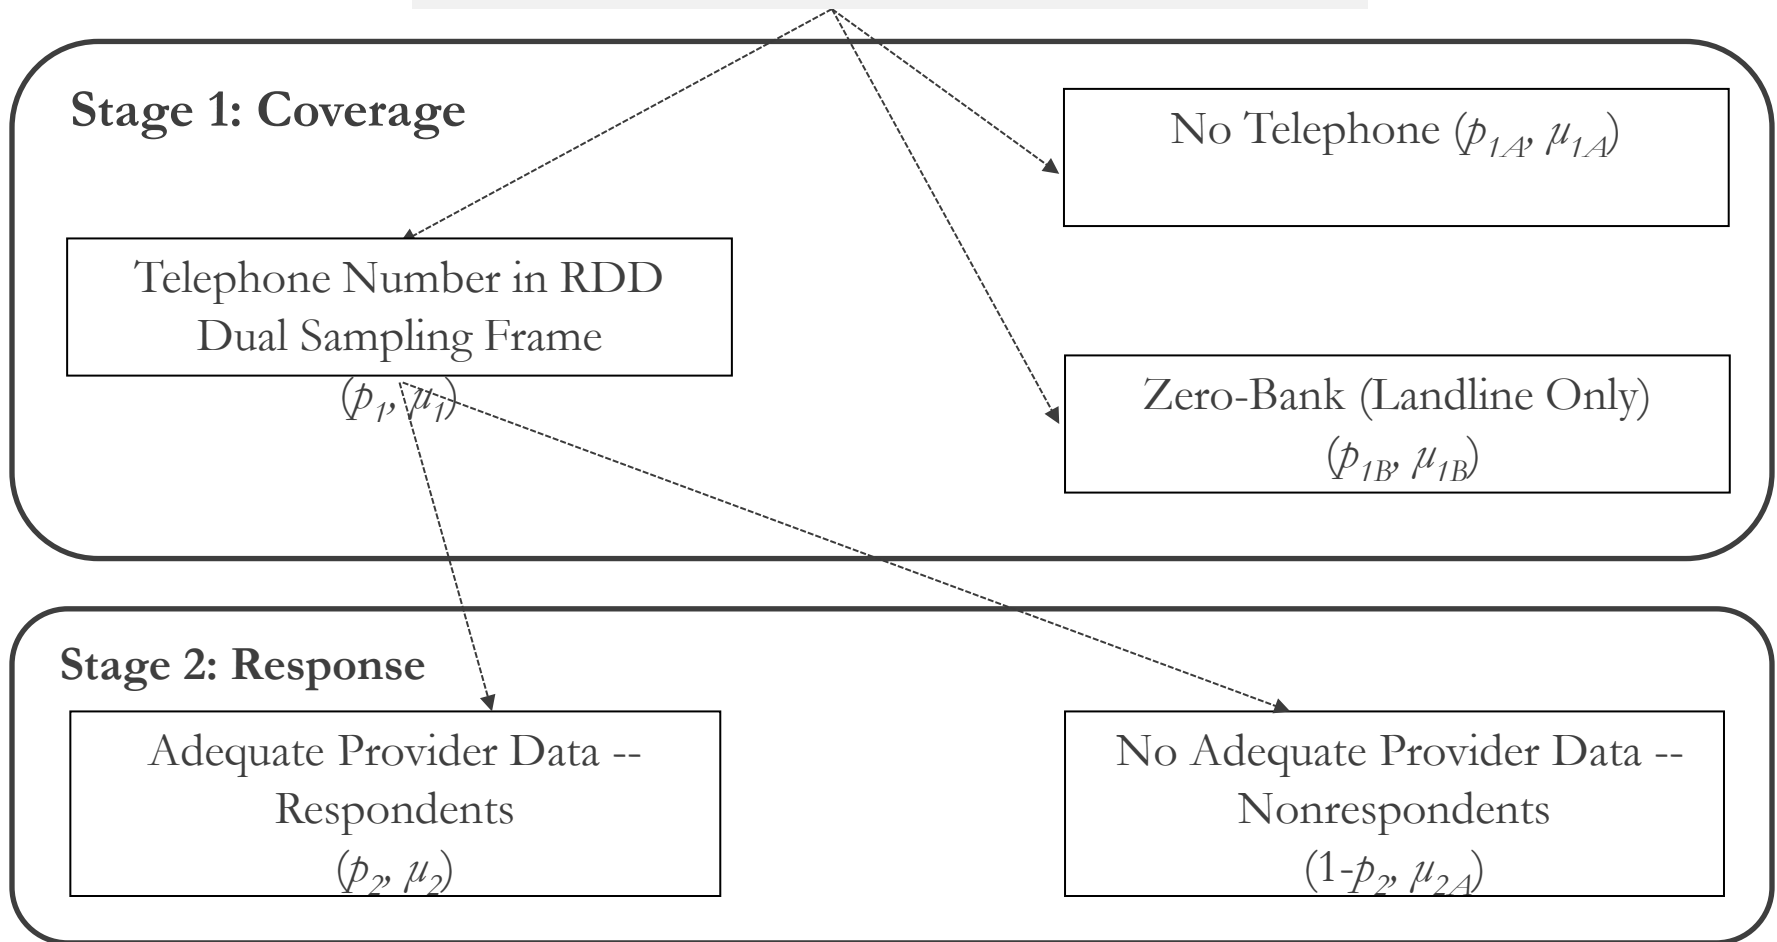 Stage 1: Coverage
No Telephone (p1A, μ1A)
Telephone Number in RDD
Dual Sampling Frame
(p1, μ1)
Zero-Bank (Landline Only)
(p1B, μ1B)
Stage 2: Response
Adequate Provider Data --
Respondents
(p2, μ2)
No Adequate Provider Data --
Nonrespondents
(1-p2, μ2A)